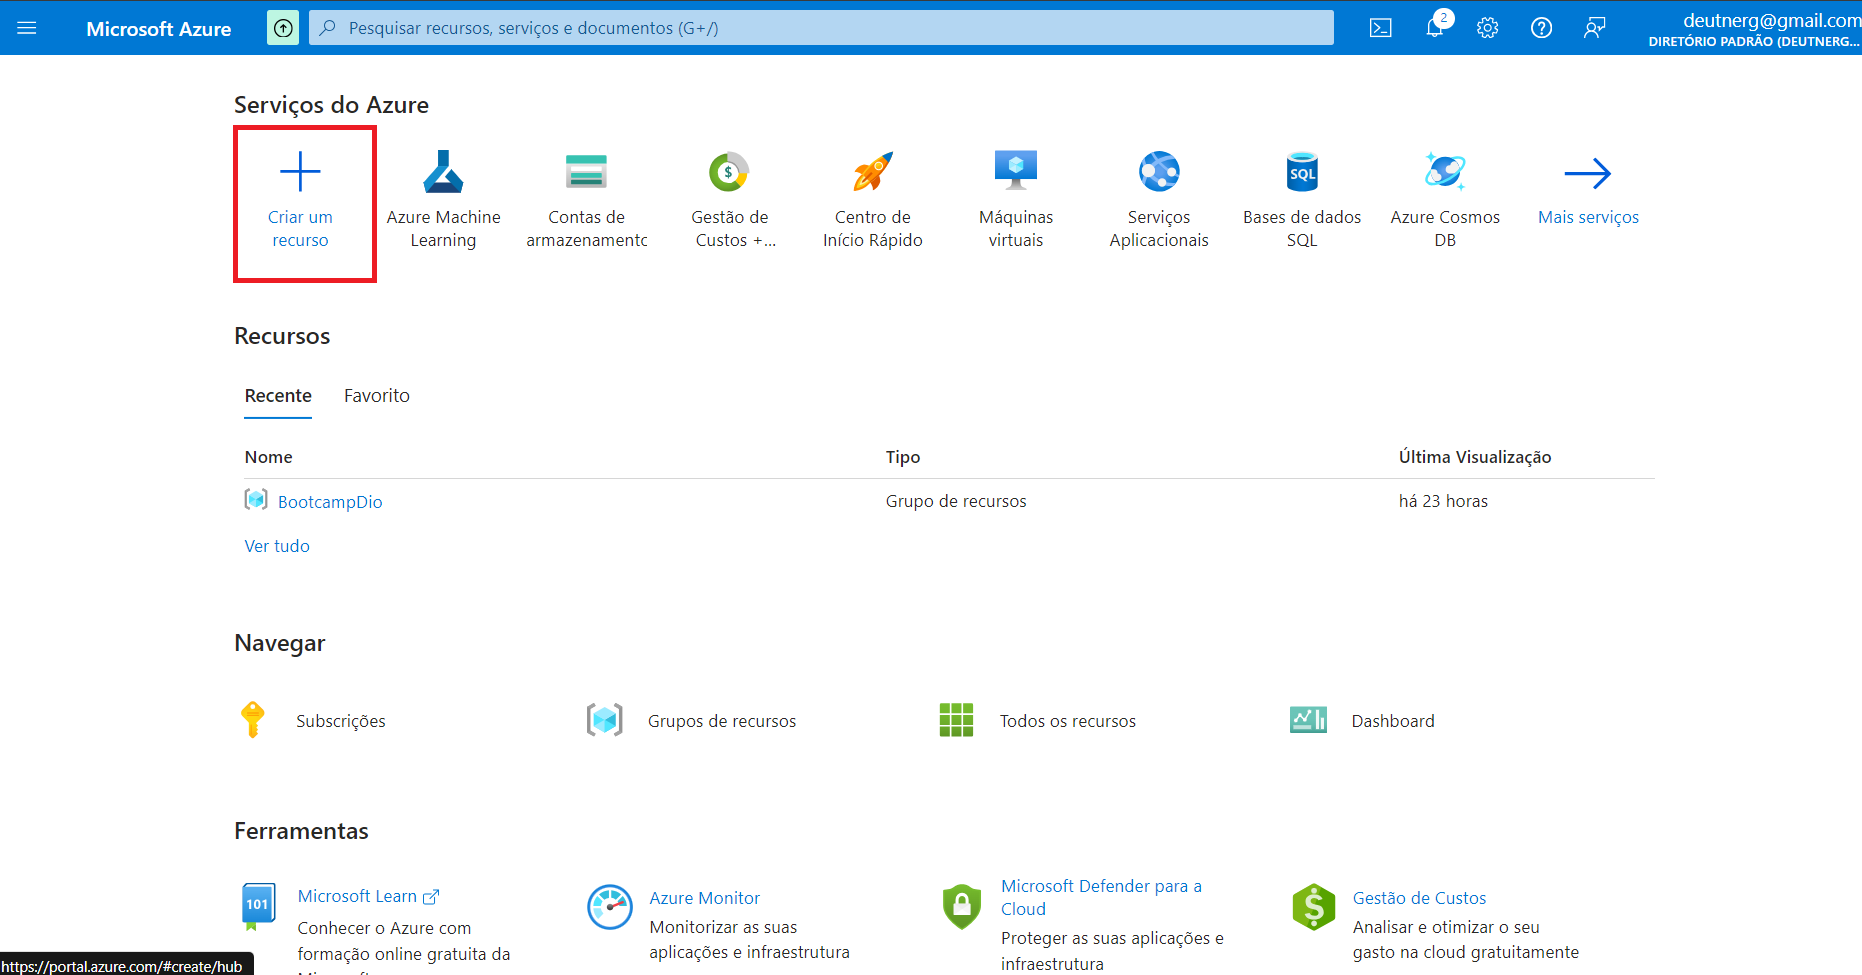 Microsoft Azure
Pesquisar recursos, serviços e documentos (G+/)
2
deutnerg@gmail.com
DIRETÓRIO PADRÃO (DEUTNERG...
Serviços do Azure
Criar um
recurso
Azure Machine
Learning
Contas de
armazenamento
Gestão de
Custos +...
Centro de
Início Rápido
Máquinas
virtuais
Serviços
Aplicacionais
SQL
Bases de dados
SQL
Azure Cosmos
DB
Mais serviços
Recursos
Recente
Favorito
Nome
Tipo
Última Visualização
BootcampDio
Grupo de recursos
há 23 horas
Ver tudo
Navegar
Subscrições
Grupos de recursos
Todos os recursos
Dashboard
Ferramentas
101
Microsoft Learn
Conhecer o Azure com
formação online gratuita da
Azure Monitor
Monitorizar as suas
aplicações e infraestrutura
Microsoft Defender para a
Cloud
Proteger as suas aplicações e
infraestrutura
Gestão de Custos
Analisar e otimizar o seu
gasto na cloud gratuitamente
https://portal.azure.com/#create/hub